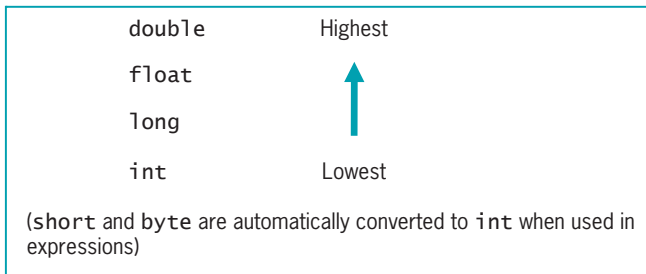 double Highest
float
long
int Lowest
(short and byte are automatically converted to int when used in
expressions)